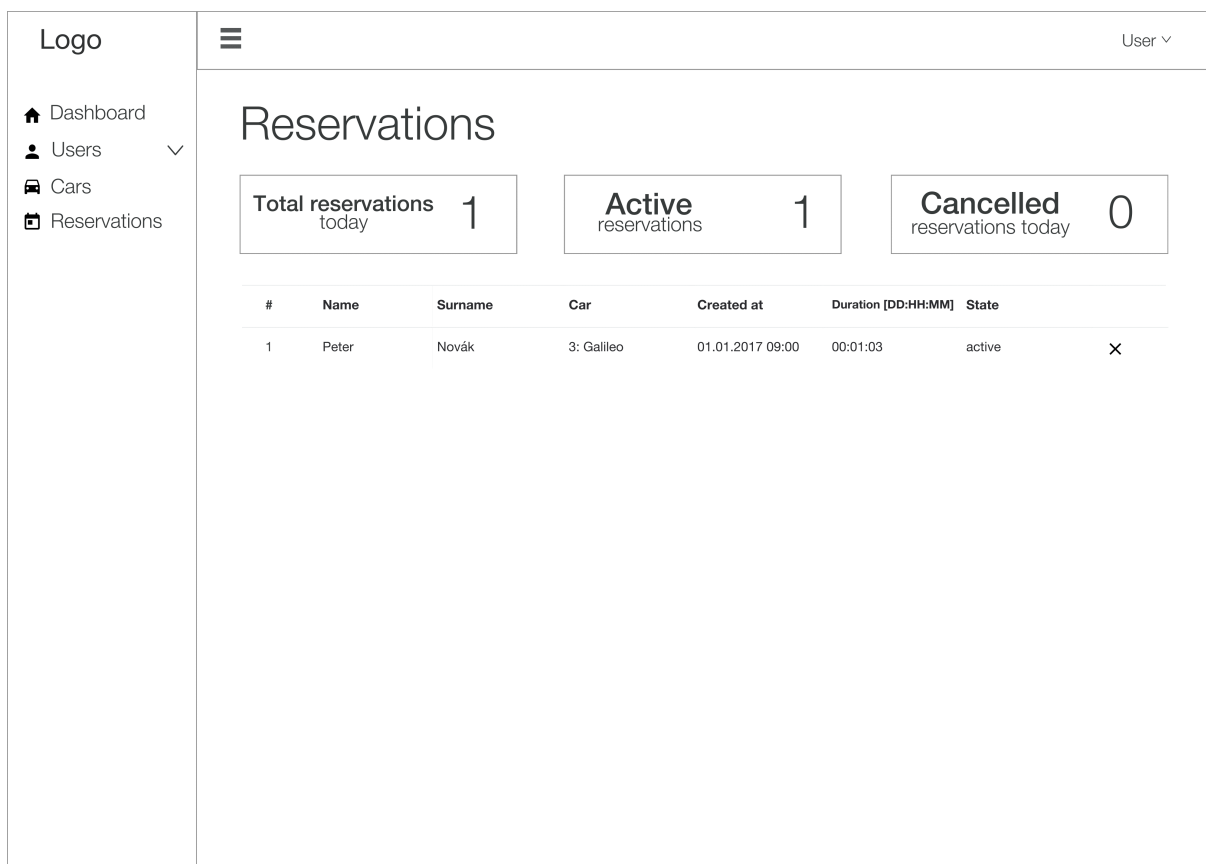 Logo
User
Dashboard
Users
Cars
Reservations
Reservations
Total reservations
today
1
Active
reservations
1
Cancelled
reservations today
0
# Name Surname Car Created at Duration [DD:HH:MM] State
1 Peter Novák 3: Galileo 01.01.2017 09:00 00:01:03 active